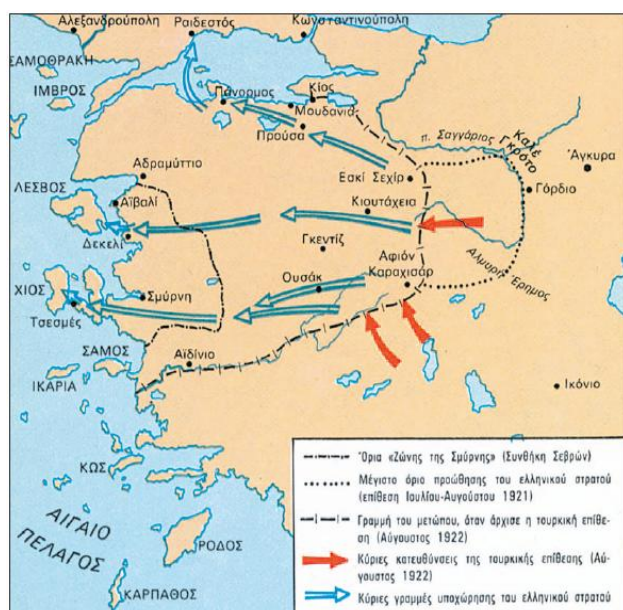 Αλεξανδρούπολη
Ραιδεστός
Κωνσταντινούπολη
ΣΑΜΟΘΡΑΚΗ
ΙΜΒΡΟΣ
Πάνορμος
Κίος
Μουδανιά
Προύσα
π. Σαγγάριος
Καλέ
Γκρότο
Άγκυρα
Αδραμύττιο
Εσκί Σεχίρ
Γόρδιο
ΛΕΣΒΟΣ
Αϊβαλί
Κιουτάχεια
Δεκελί
Γκεντίζ
Αφιόν
Καραχισάρ
Αλμυρή Έρημος
ΧΙΟΣ
Σμύρνη
Ουσάκ
Τσεσμές
ΣΑΜΟΣ
Αϊδίνιο
ΙΚΑΡΙΑ
Ικόνιο
ΚΩΣ
ΑΙΓΑΙΟ
ΠΕΛΑΓΟΣ
ΡΟΔΟΣ
ΚΑΡΠΑΘΟΣ
Όρια «Ζώνης της Σμύρνης» (Συνθήκη Σεβρών)
Μέγιστο όριο προώθησης του ελληνικού στρατού
(επίθεση Ιουλίου-Αυγούστου 1921)
Γραμμή του μετώπου, όταν άρχισε η τουρκική επίθε-
ση (Αύγουστος 1922)
Κύριες κατευθύνσεις της τουρκικής επίθεσης (Αύ-
γουστος 1922)
Κύριες γραμμές υποχώρησης του ελληνικού στρατού